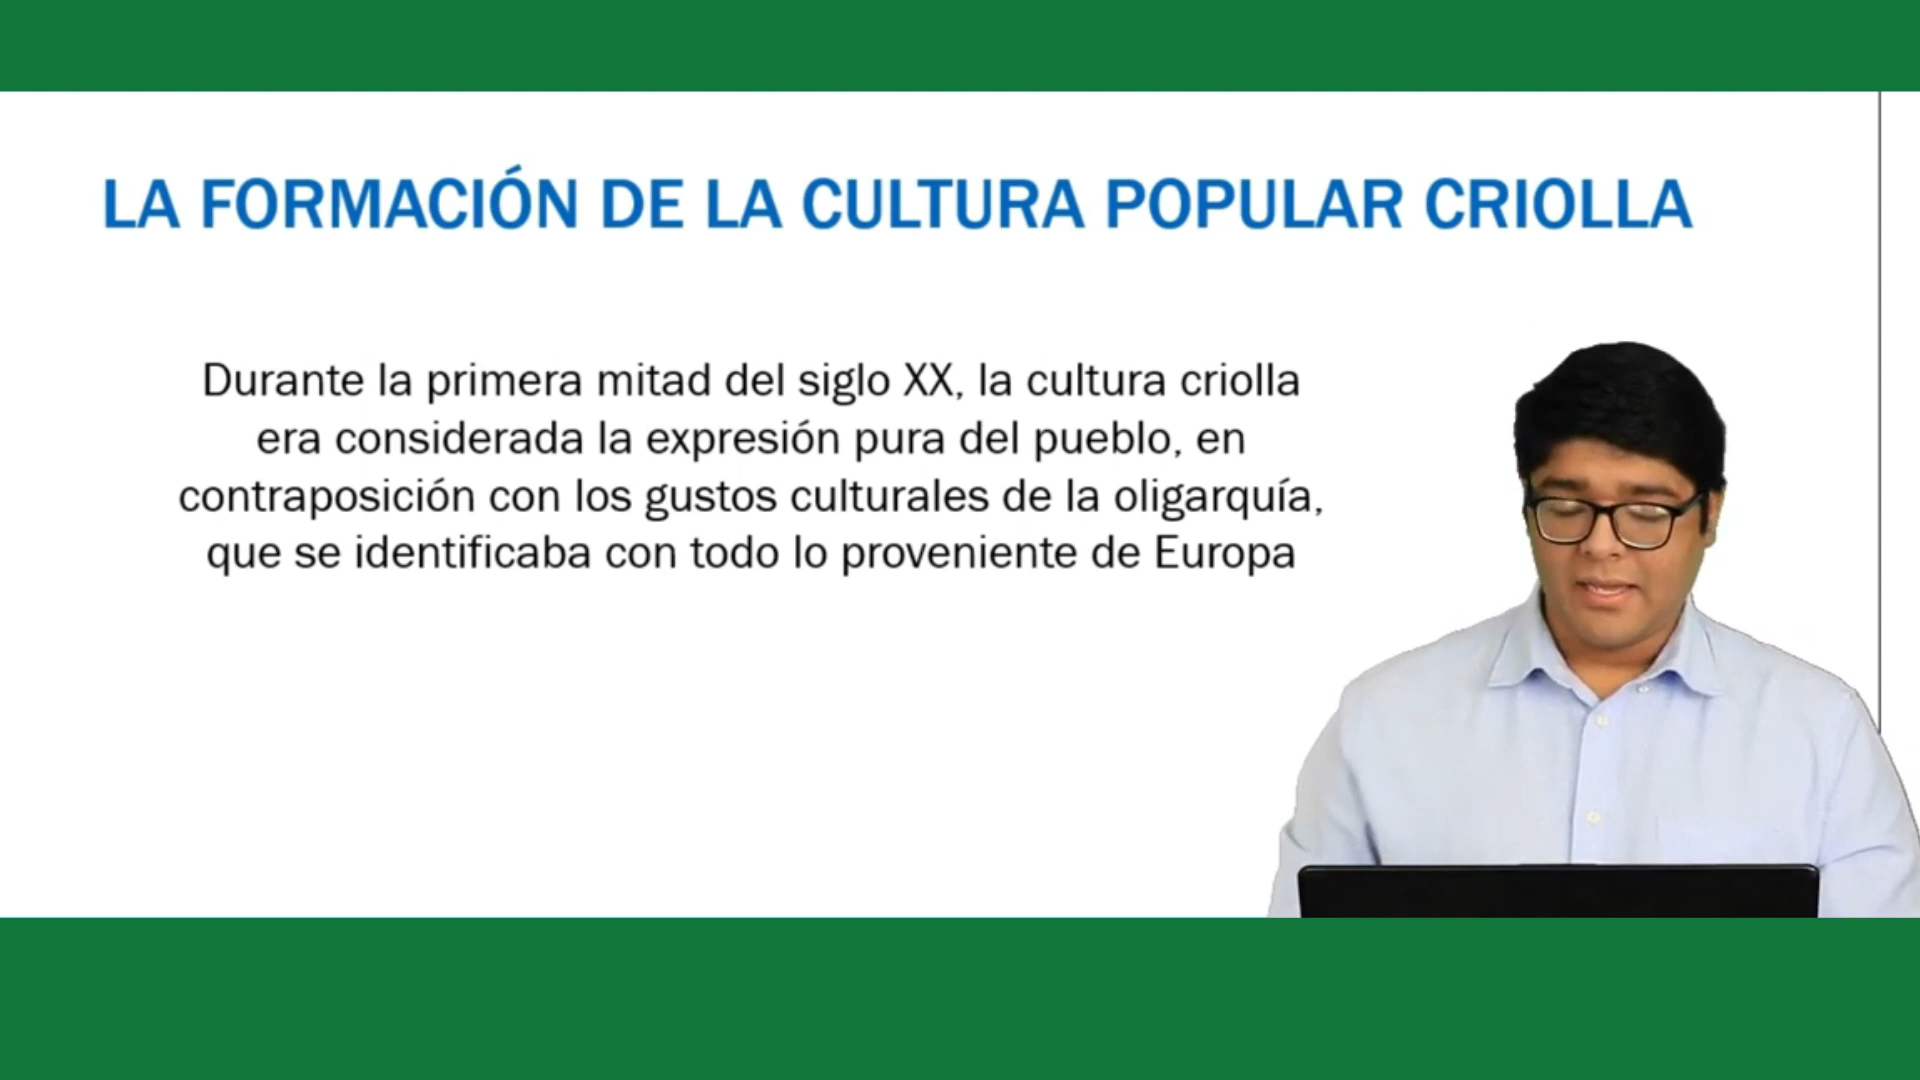 LA FORMACIÓN DE LA CULTURA POPULAR CRIOLLA
Durante la primera mitad del siglo XX, la cultura criolla
era considerada la expresión pura del pueblo, en
contraposición con los gustos culturales de la oligarquía,
que se identificaba con todo lo proveniente de Europa